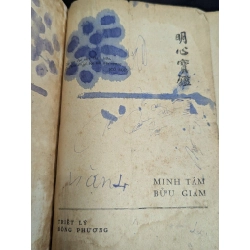 明心寶鑑
MINH TÂM
BỬU GIÁM
TRIẾT LÝ
ĐÔNG PHƯƠNG